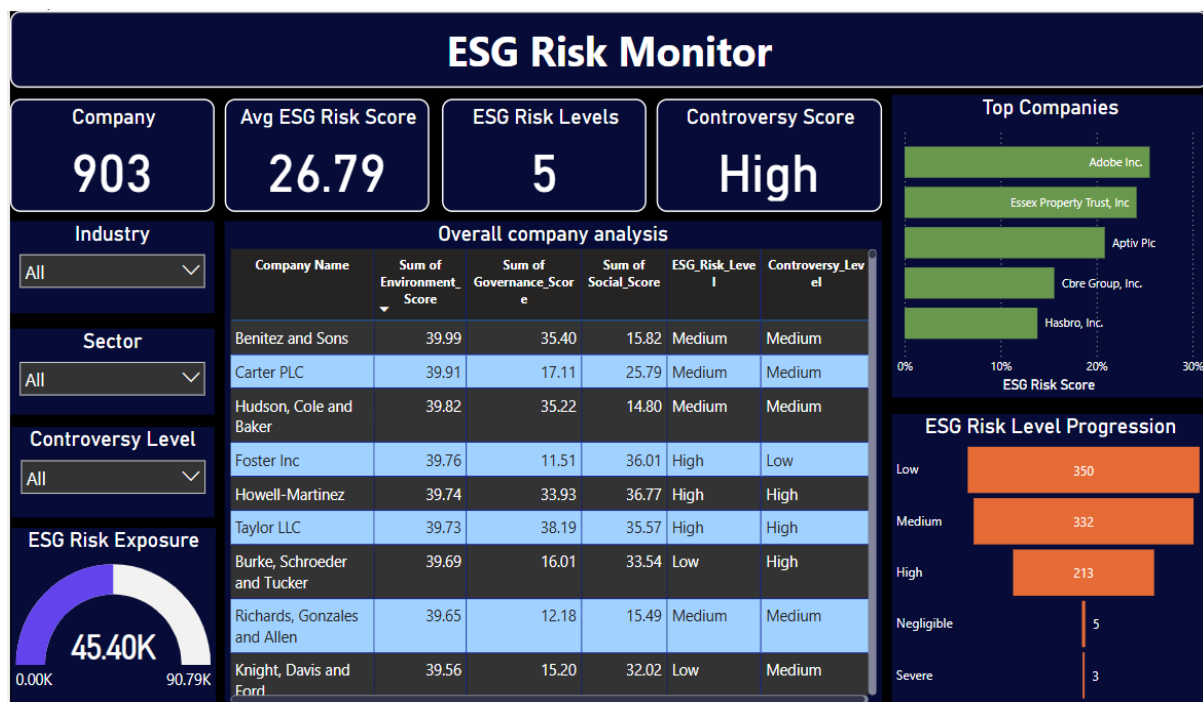 ESG Risk Monitor
Company
903
Avg ESG Risk Score
26.79
ESG Risk Levels
5
Controversy Score
High
Industry
All
Sector
All
Controversy Level
All
ESG Risk Exposure
45.40K
0.00K 90.79K
Overall company analysis
Company Name Sum of Environment_ Score Sum of Governance_Scor e Sum of Social_Score ESG_Risk_Leve l Controversy_Lev el
Benitez and Sons 39.99 35.40 15.82 Medium Medium
Carter PLC 39.91 17.11 25.79 Medium Medium
Hudson, Cole and
Baker 39.82 35.22 14.80 Medium Medium
Foster Inc 39.76 11.51 36.01 High Low
Howell-Martinez 39.74 33.93 36.77 High High
Taylor LLC 39.73 38.19 35.57 High High
Burke, Schroeder
and Tucker 39.69 16.01 33.54 Low High
Richards, Gonzales
and Allen 39.65 12.18 15.49 Medium Medium
Knight, Davis and
Ford 39.56 15.20 32.02 Low Medium
Top Companies
Adobe Inc.
Essex Property Trust, Inc
Aptiv Plc
Cbre Group, Inc.
Hasbro, Inc.
0% 10% 20% 30%
ESG Risk Score
ESG Risk Level Progression
Low 350
Medium 332
High 213
Negligible 5
Severe 3